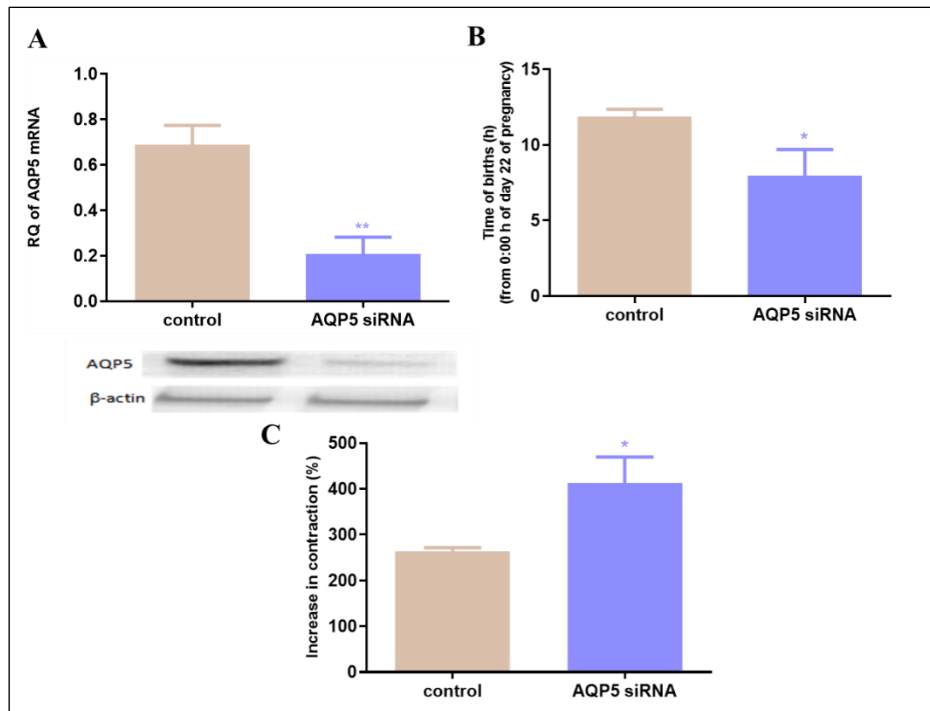 A
RQ of AQP5 mRNA
1.0
0.8
0.6
0.4
0.2
0.0
**
control
AQP5 siRNA
AQP5
β-actin
B
Time of births (h)
(from 0:00 h of day 22 of pregnancy)
15
10
5
0
*
control
AQP5 siRNA
C
Increase in contraction (%)
500
400
300
200
100
0
*
control
AQP5 siRNA